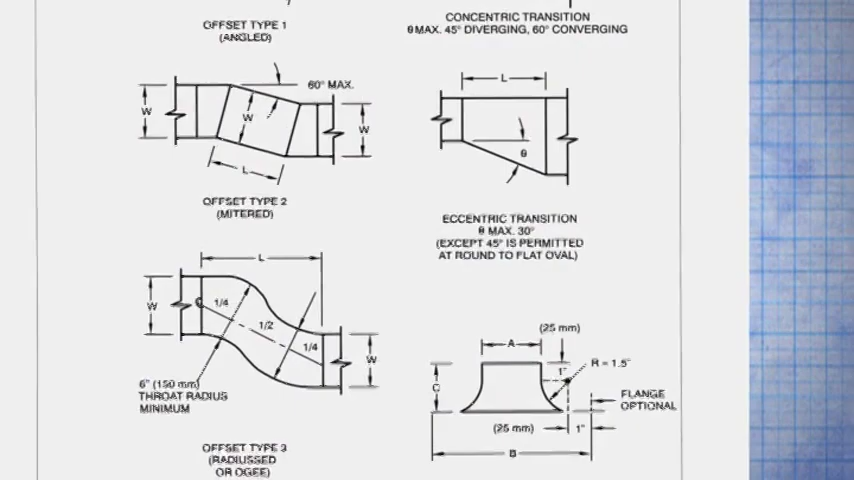 OFFSET TYPE 1
(ANGLED)
CONCENTRIC TRANSITION
θ MAX. 45° DIVERGING, 60° CONVERGING
60° MAX.
W
W
W
L
OFFSET TYPE 2
(MITERED)
L
θ
ECCENTRIC TRANSITION
θ MAX. 30°
(EXCEPT 45° IS PERMITTED
AT ROUND TO FLAT OVAL)
L
W
1/4
1/2
1/4
W
6" (150 mm)
THROAT RADIUS
MINIMUM
OFFSET TYPE 3
(RADIUSSED
OR OGEE)
(25 mm)
A
R = 1.5"
1"
C
FLANGE
OPTIONAL
(25 mm)
1"
B